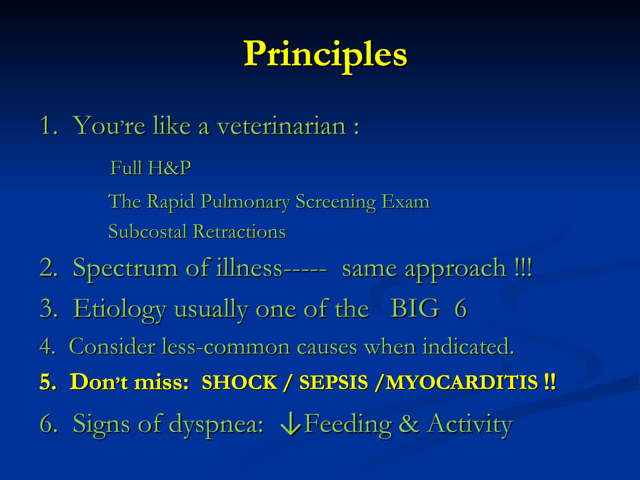 Principles
1. You’re like a veterinarian :
Full H&P
The Rapid Pulmonary Screening Exam
Subcostal Retractions
2. Spectrum of illness----- same approach !!!
3. Etiology usually one of the BIG 6
4. Consider less-common causes when indicated.
5. Don’t miss: SHOCK / SEPSIS /MYOCARDITIS !!
6. Signs of dyspnea: ↓Feeding & Activity